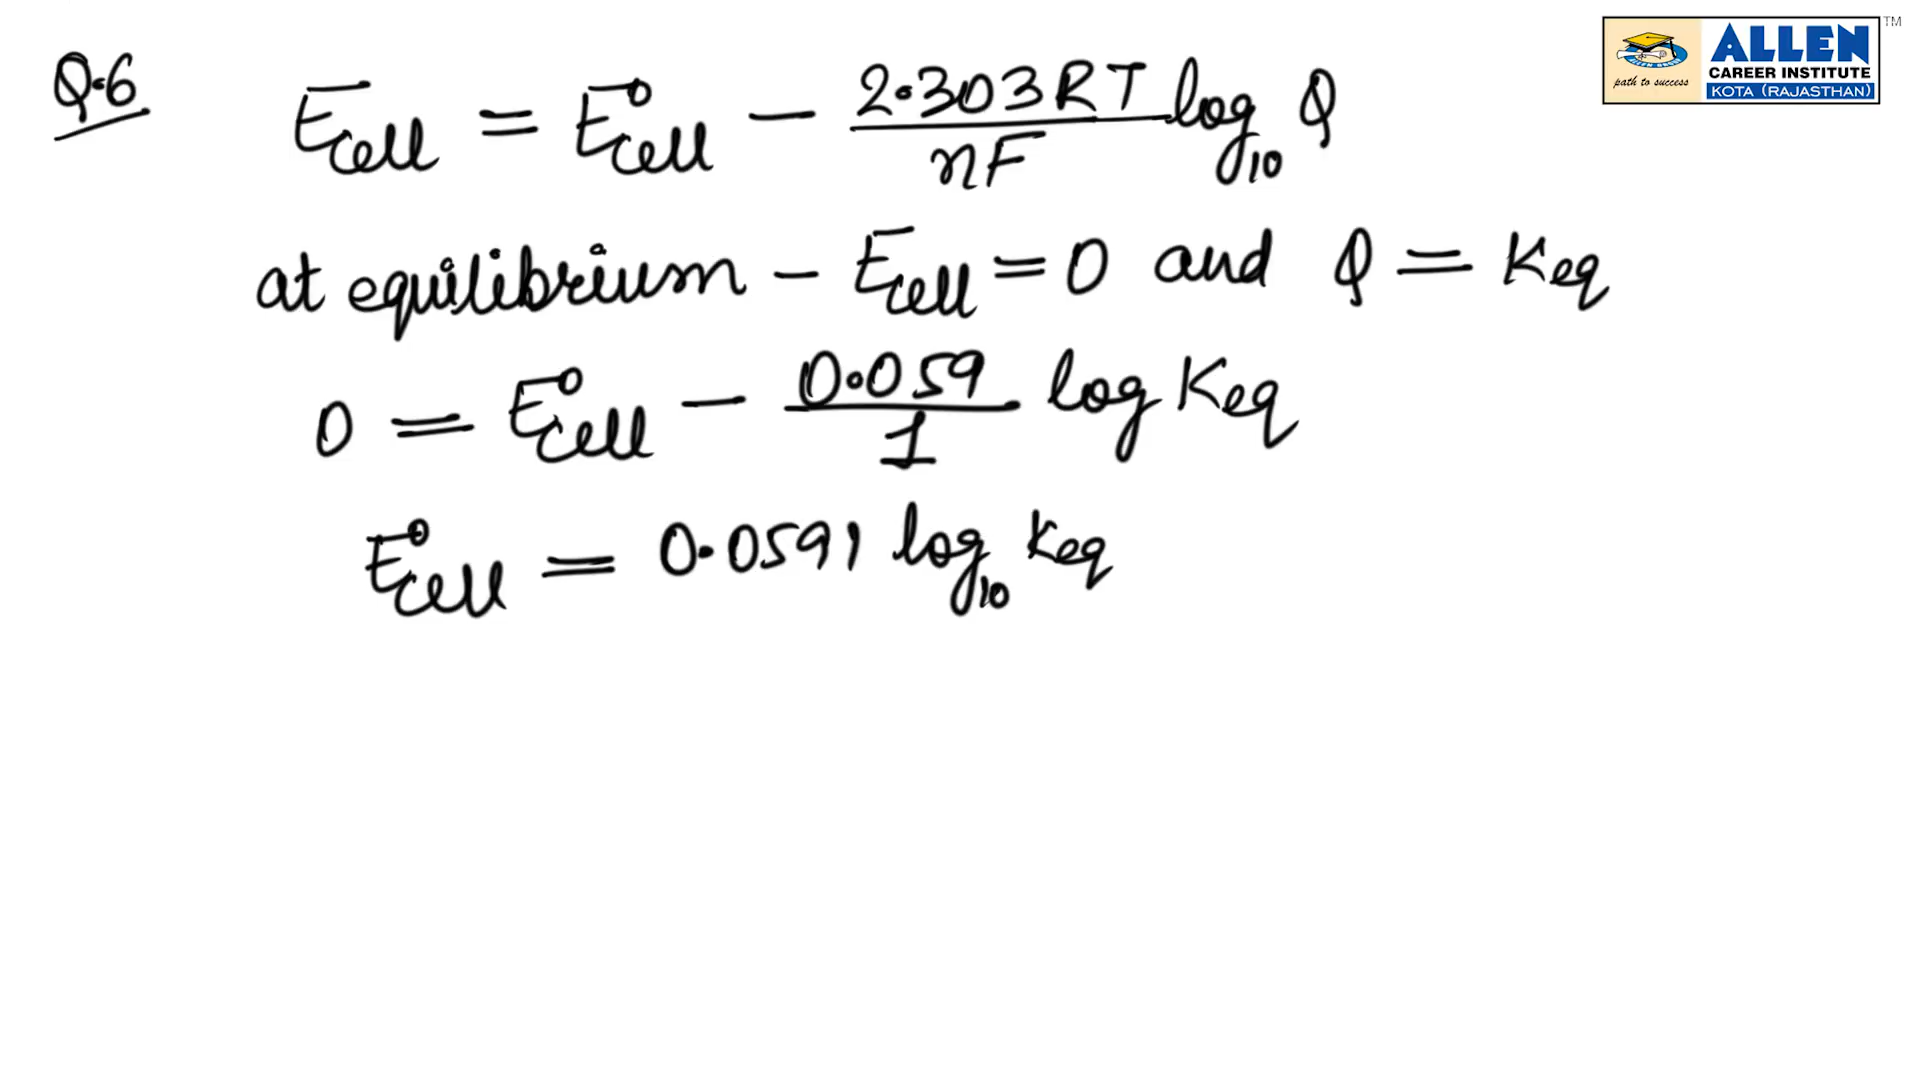 Q.6
E°cell = E°cell − 2.303RT/nF log₁₀ Q
at equilibrium − Ecell = 0 and Q = Keq
0 = E°cell − 0.059/1 log Keq
E°cell = 0.0591 log₁₀ Keq
ALLEN
CAREER INSTITUTE
KOTA (RAJASTHAN)
path to success
TM